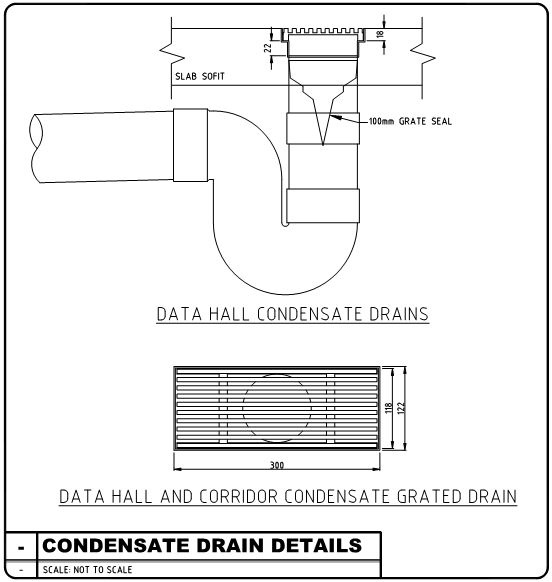 18
22
SLAB SOFIT
100mm GRATE SEAL
DATA HALL CONDENSATE DRAINS
118
122
300
DATA HALL AND CORRIDOR CONDENSATE GRATED DRAIN
- CONDENSATE DRAIN DETAILS
- SCALE: NOT TO SCALE